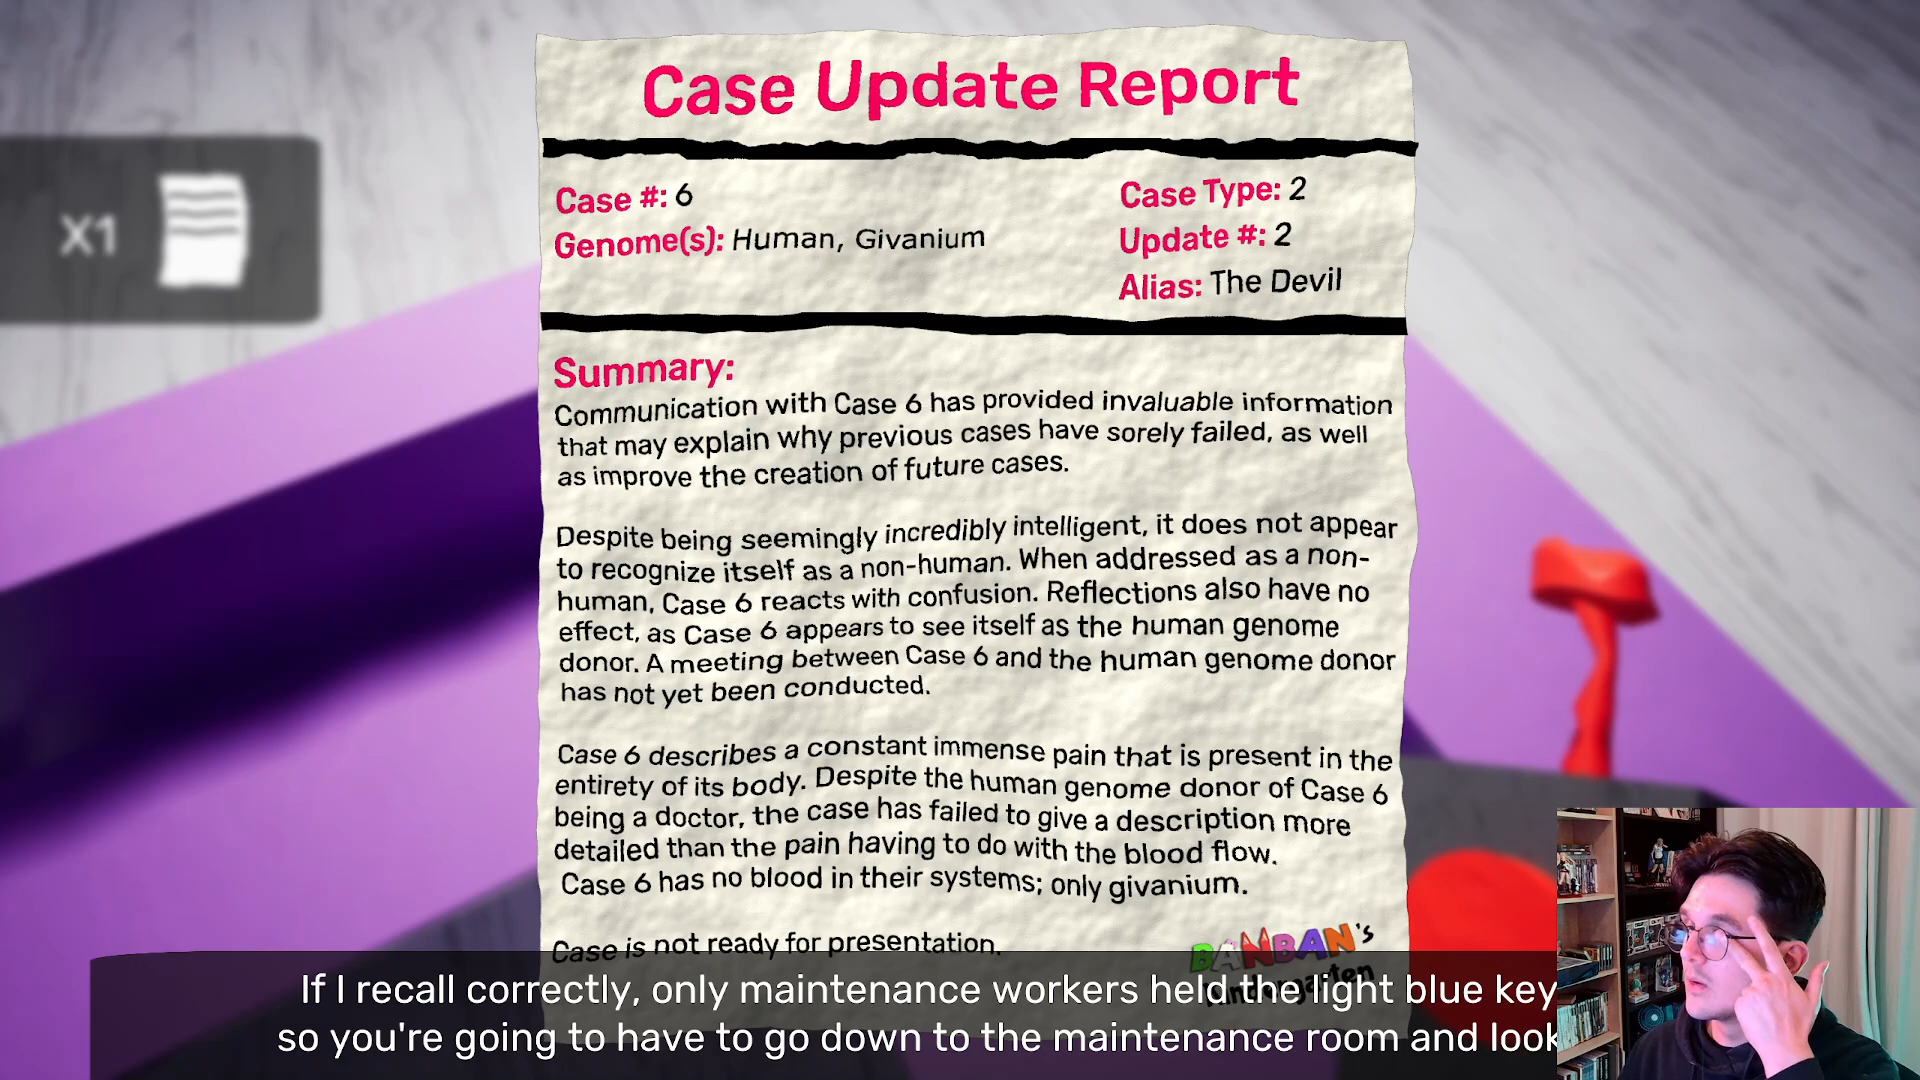 Case Update Report
X1
Case #: 6
Genome(s): Human, Givanium
Case Type: 2
Update #: 2
Alias: The Devil
Summary:
Communication with Case 6 has provided invaluable information
that may explain why previous cases have sorely failed, as well
as improve the creation of future cases.
Despite being seemingly incredibly intelligent, it does not appear
to recognize itself as a non-human. When addressed as a non-
human, Case 6 reacts with confusion. Reflections also have no
effect, as Case 6 appears to see itself as the human genome
donor. A meeting between Case 6 and the human genome donor
has not yet been conducted.
Case 6 describes a constant immense pain that is present in the
entirety of its body. Despite the human genome donor of Case 6
being a doctor, the case has failed to give a description more
detailed than the pain having to do with the blood flow.
Case 6 has no blood in their systems; only givanium.
Case is not ready for presentation.
BANBAN's
Kindergarten
If I recall correctly, only maintenance workers held the light blue key
so you're going to have to go down to the maintenance room and look